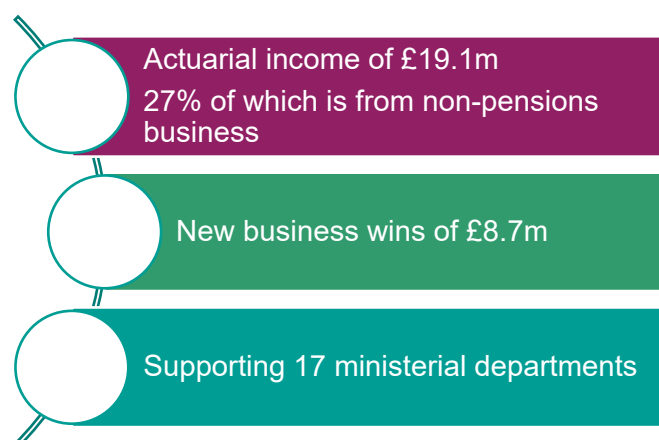 Actuarial income of £19.1m
27% of which is from non-pensions
business
New business wins of £8.7m
Supporting 17 ministerial departments